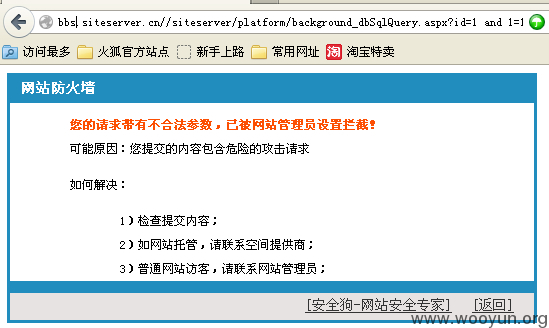 bbs.siteserver.cn//siteserver/platform/background_dbSqlQuery.aspx?id=1 and 1=1
访问最多 火狐官方站点 新手上路 常用网址 淘 淘宝特卖
网站防火墙
您的请求带有不合法参数，已被网站管理员设置拦截！
可能原因：您提交的内容包含危险的攻击请求
如何解决：
1）检查提交内容；
2）如网站托管，请联系空间提供商；
3）普通网站访客，请联系网站管理员；
[安全狗-网站安全专家] [返回]
www.wooyun.org